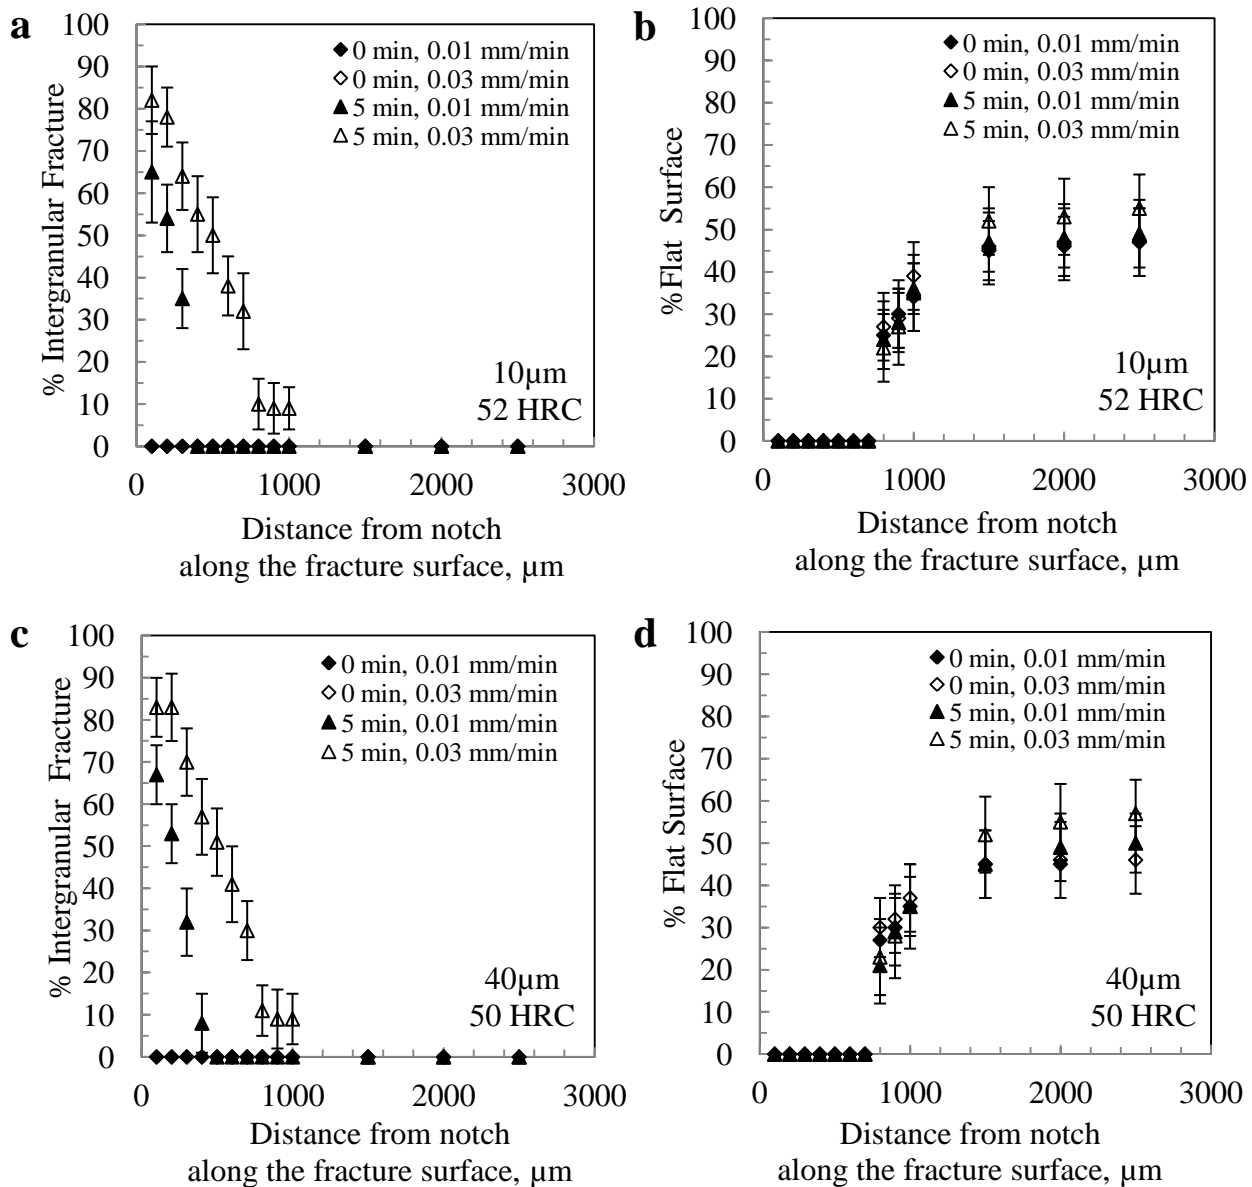 a
% Intergranular Fracture
100
90
80
70
60
50
40
30
20
10
0
0 min, 0.01 mm/min
0 min, 0.03 mm/min
5 min, 0.01 mm/min
5 min, 0.03 mm/min
10µm
52 HRC
0
1000
2000
3000
Distance from notch
along the fracture surface, µm
b
%Flat Surface
100
90
80
70
60
50
40
30
20
10
0
0 min, 0.01 mm/min
0 min, 0.03 mm/min
5 min, 0.01 mm/min
5 min, 0.03 mm/min
10µm
52 HRC
0
1000
2000
3000
Distance from notch
along the fracture surface, µm
c
% Intergranular Fracture
100
90
80
70
60
50
40
30
20
10
0
0 min, 0.01 mm/min
0 min, 0.03 mm/min
5 min, 0.01 mm/min
5 min, 0.03 mm/min
40µm
50 HRC
0
1000
2000
3000
Distance from notch
along the fracture surface, µm
d
% Flat Surface
100
90
80
70
60
50
40
30
20
10
0
0 min, 0.01 mm/min
0 min, 0.03 mm/min
5 min, 0.01 mm/min
5 min, 0.03 mm/min
40µm
50 HRC
0
1000
2000
3000
Distance from notch
along the fracture surface, µm